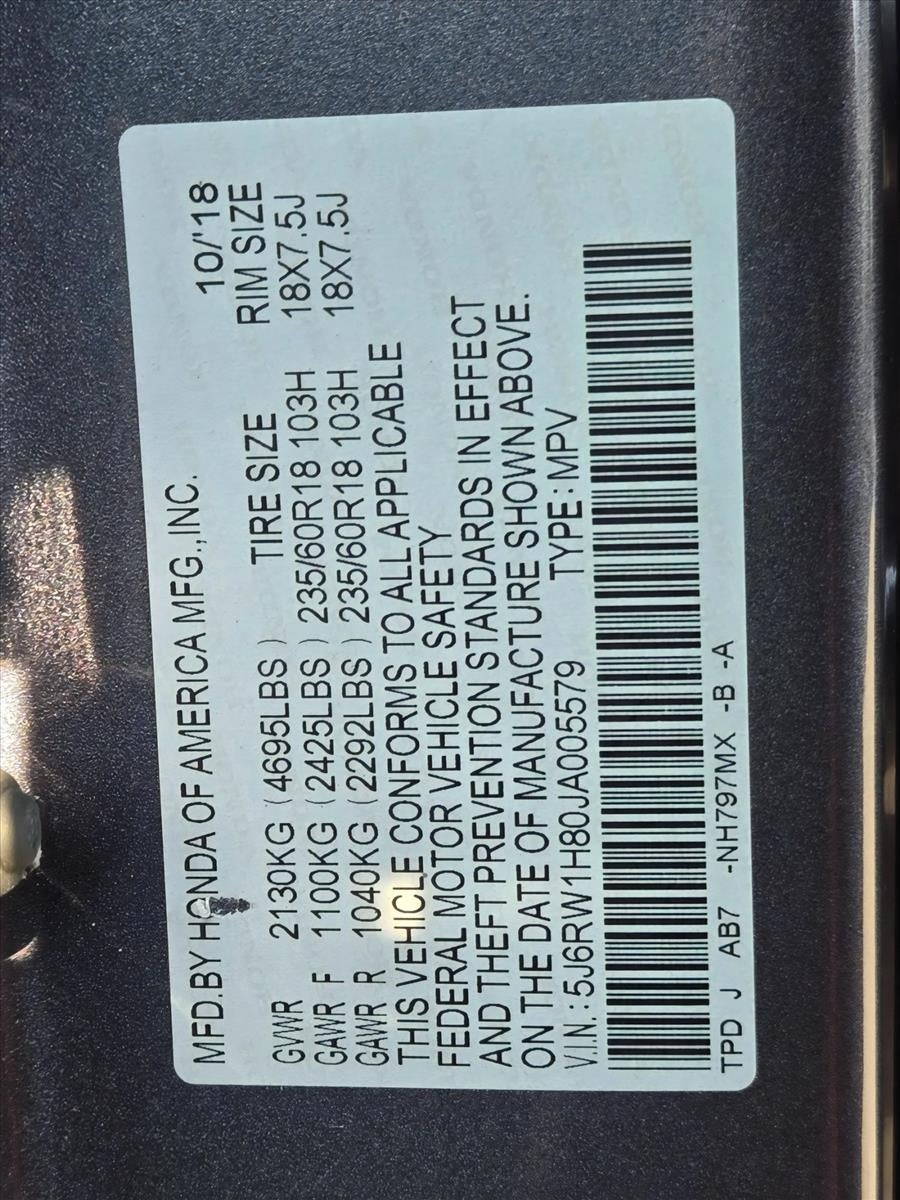 MFD.BY HONDA OF AMERICA MFG.,INC. 10/'18
TIRE SIZE RIM SIZE
GVWR 2130KG (4695LBS)
GAWR F 1100KG (2425LBS) 235/60R18 103H 18X7.5J
GAWR R 1040KG (2292LBS) 235/60R18 103H 18X7.5J
THIS VEHICLE CONFORMS TO ALL APPLICABLE
FEDERAL MOTOR VEHICLE SAFETY
AND THEFT PREVENTION STANDARDS IN EFFECT
ON THE DATE OF MANUFACTURE SHOWN ABOVE.
V.I.N.: 5J6RW1H80JA005579 TYPE : MPV
TPD J AB7 -NH797MX -B -A